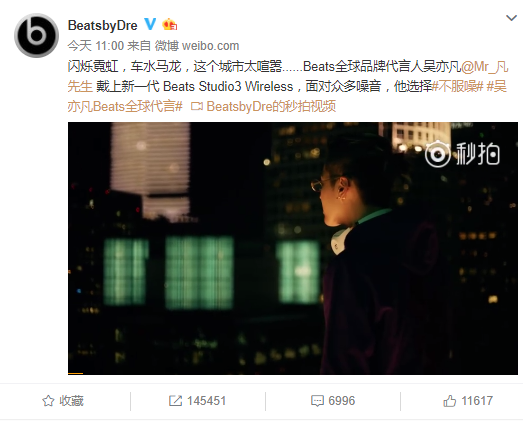 BeatsbyDre
今天 11:00 来自 微博 weibo.com
闪烁霓虹，车水马龙，这个城市太喧嚣......Beats全球品牌代言人吴亦凡@Mr_凡
先生 戴上新一代 Beats Studio3 Wireless，面对众多噪音，他选择#不服噪# #吴
亦凡Beats全球代言# BeatsbyDre的秒拍视频
秒拍
收藏 145451 6996 11617